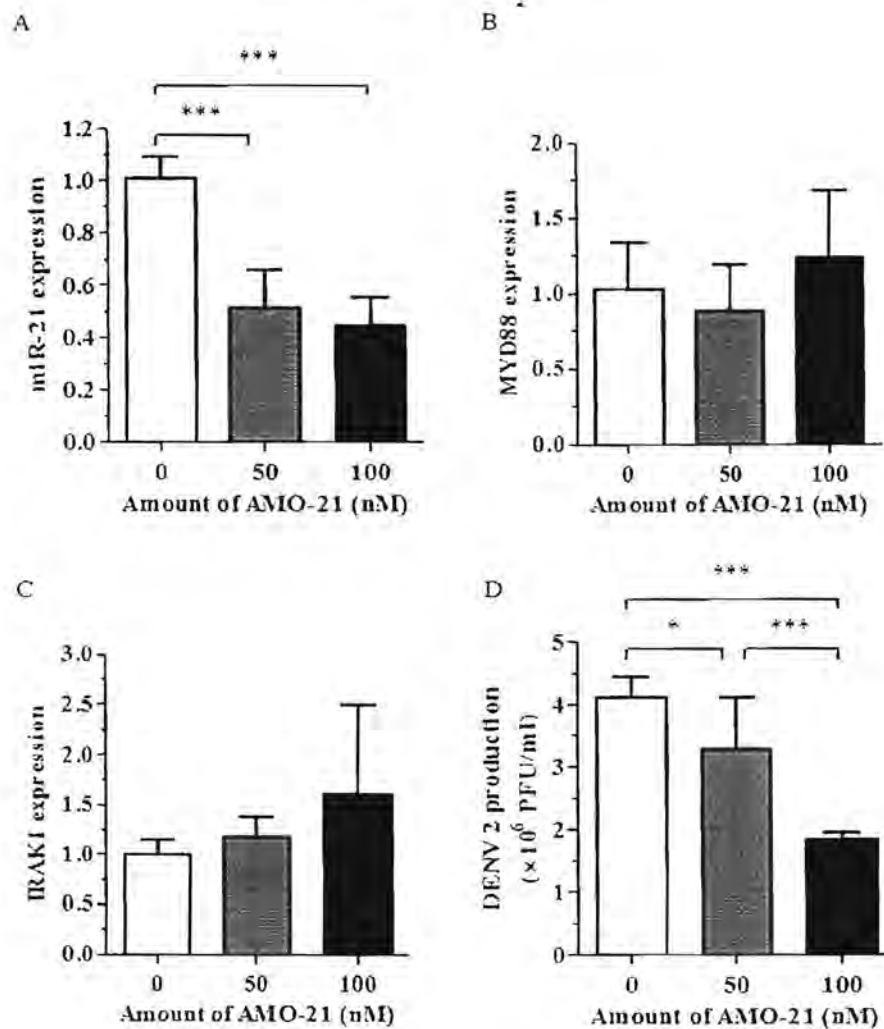 A
***
***
miR-21 expression
1.2
1.0
0.8
0.6
0.4
0.2
0.0
0 50 100
Amount of AMO-21 (nM)
B
MYD88 expression
2.0
1.5
1.0
0.5
0.0
0 50 100
Amount of AMO-21 (nM)
C
IRAK1 expression
3.0
2.5
2.0
1.5
1.0
0.5
0.0
0 50 100
Amount of AMO-21 (nM)
D
***
* ***
DENV 2 production
(×10⁶ PFU/ml)
5
4
3
2
1
0
0 50 100
Amount of AMO-21 (nM)